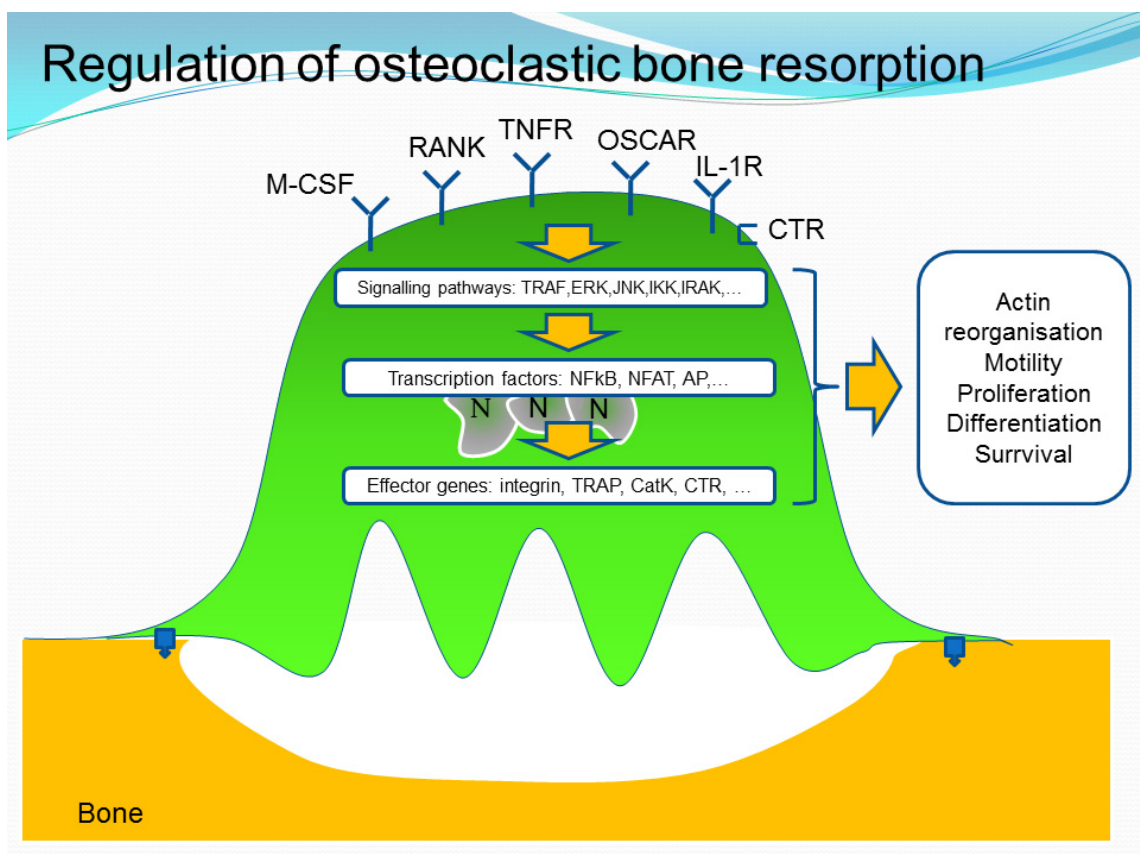 Regulation of osteoclastic bone resorption
TNFR
OSCAR
RANK
IL-1R
M-CSF
CTR
Signalling pathways: TRAF,ERK,JNK,IKK,IRAK,…
Transcription factors: NFkB, NFAT, AP,…
N N N
Effector genes: integrin, TRAP, CatK, CTR, …
Actin
reorganisation
Motility
Proliferation
Differentiation
Surrvival
Bone